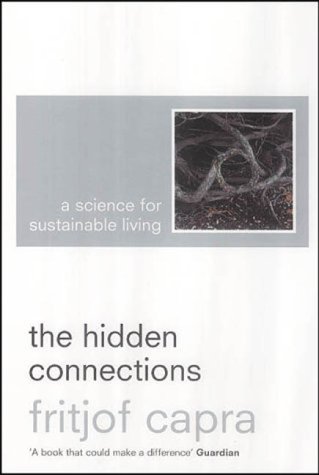 a science for
sustainable living
the hidden
connections
fritjof capra
'A book that could make a difference' Guardian